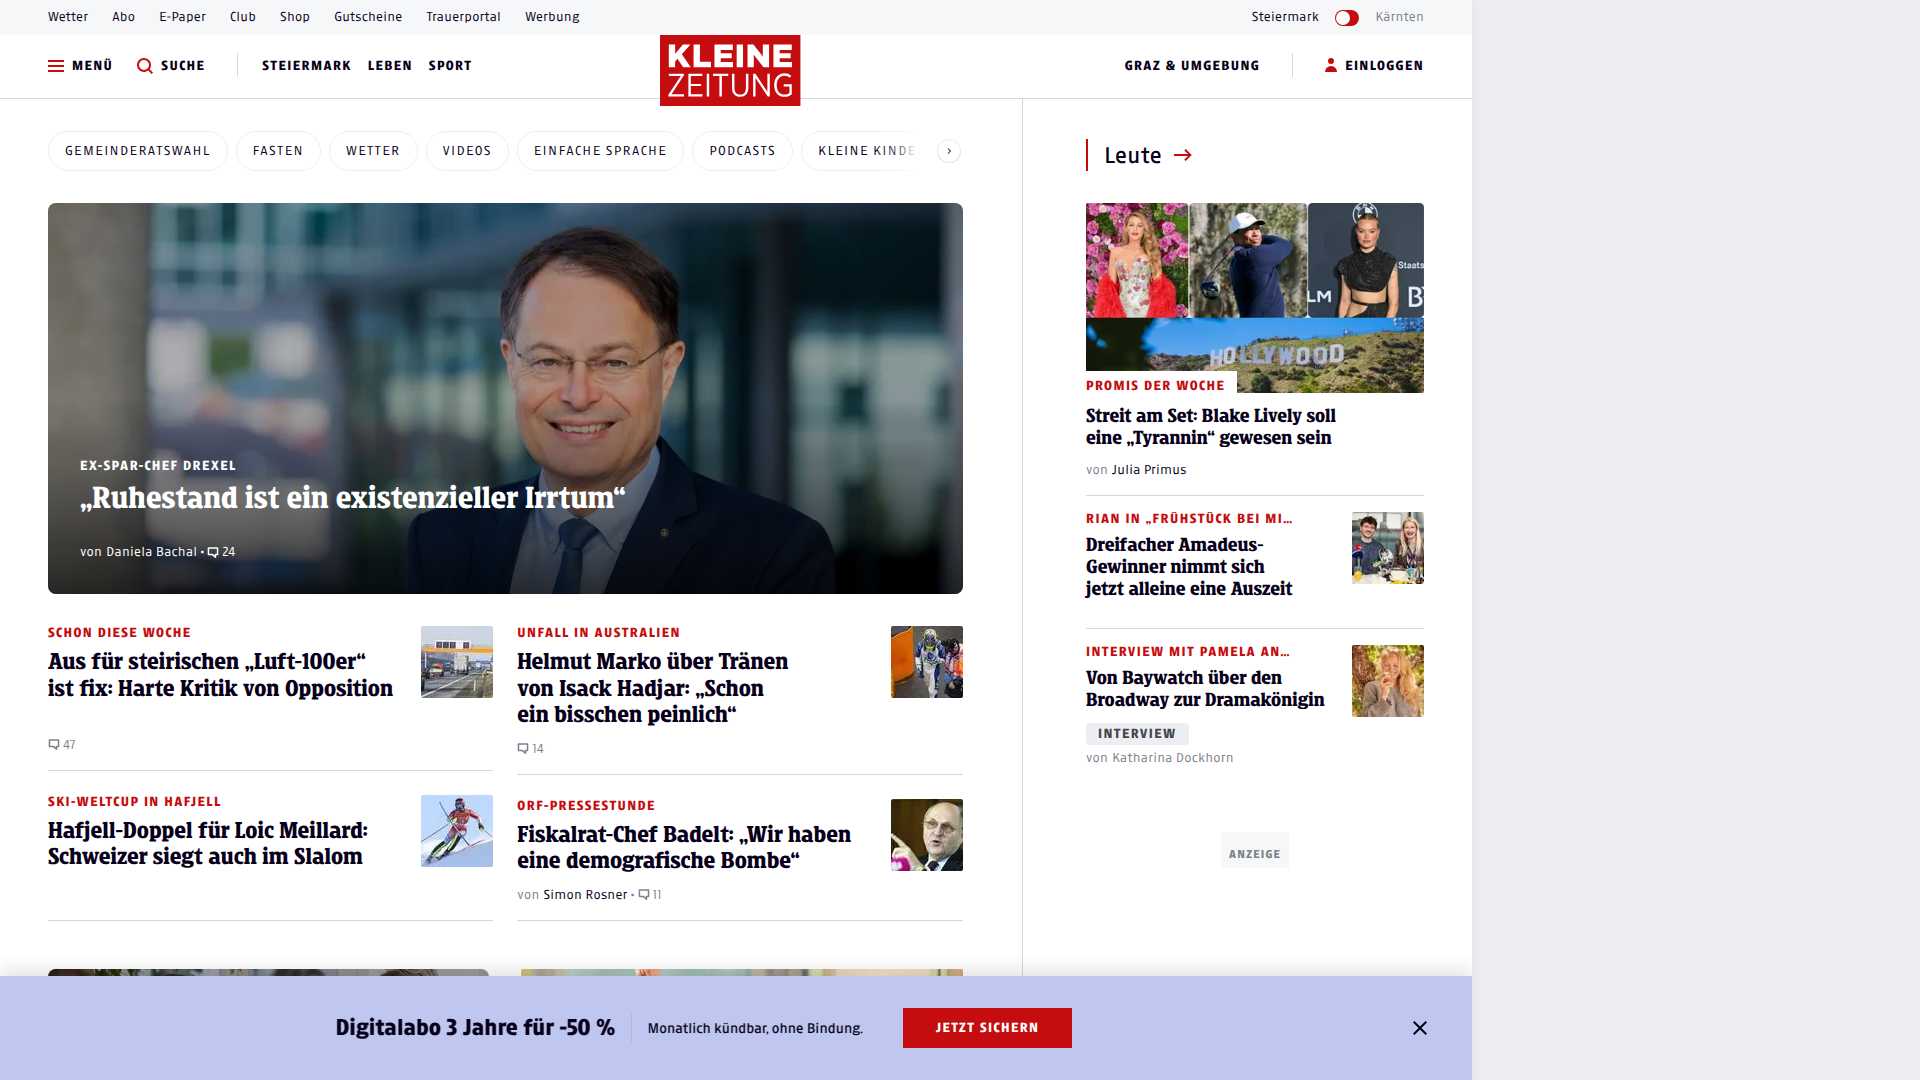 Wetter Abo E-Paper Club Shop Gutscheine Trauerportal Werbung Steiermark Kärnten
MENÜ SUCHE STEIERMARK LEBEN SPORT
KLEINE
ZEITUNG
GRAZ & UMGEBUNG EINLOGGEN
GEMEINDERATSWAHL FASTEN WETTER VIDEOS EINFACHE SPRACHE PODCASTS KLEINE KINDE
EX-SPAR-CHEF DREXEL
„Ruhestand ist ein existenzieller Irrtum“
von Daniela Bachal • 24
SCHON DIESE WOCHE
Aus für steirischen „Luft-100er“
ist fix: Harte Kritik von Opposition
47
UNFALL IN AUSTRALIEN
Helmut Marko über Tränen
von Isack Hadjar: „Schon
ein bisschen peinlich“
14
SKI-WELTCUP IN HAFJELL
Hafjell-Doppel für Loic Meillard:
Schweizer siegt auch im Slalom
ORF-PRESSESTUNDE
Fiskalrat-Chef Badelt: „Wir haben
eine demografische Bombe“
von Simon Rosner • 11
Leute
Staats
LM
HOLLYWOOD
PROMIS DER WOCHE
Streit am Set: Blake Lively soll
eine „Tyrannin“ gewesen sein
von Julia Primus
RIAN IN „FRÜHSTÜCK BEI MI...
Dreifacher Amadeus-
Gewinner nimmt sich
jetzt alleine eine Auszeit
INTERVIEW MIT PAMELA AN...
Von Baywatch über den
Broadway zur Dramakönigin
INTERVIEW
von Katharina Dockhorn
ANZEIGE
Digitalabo 3 Jahre für -50 %
Monatlich kündbar, ohne Bindung.
JETZT SICHERN